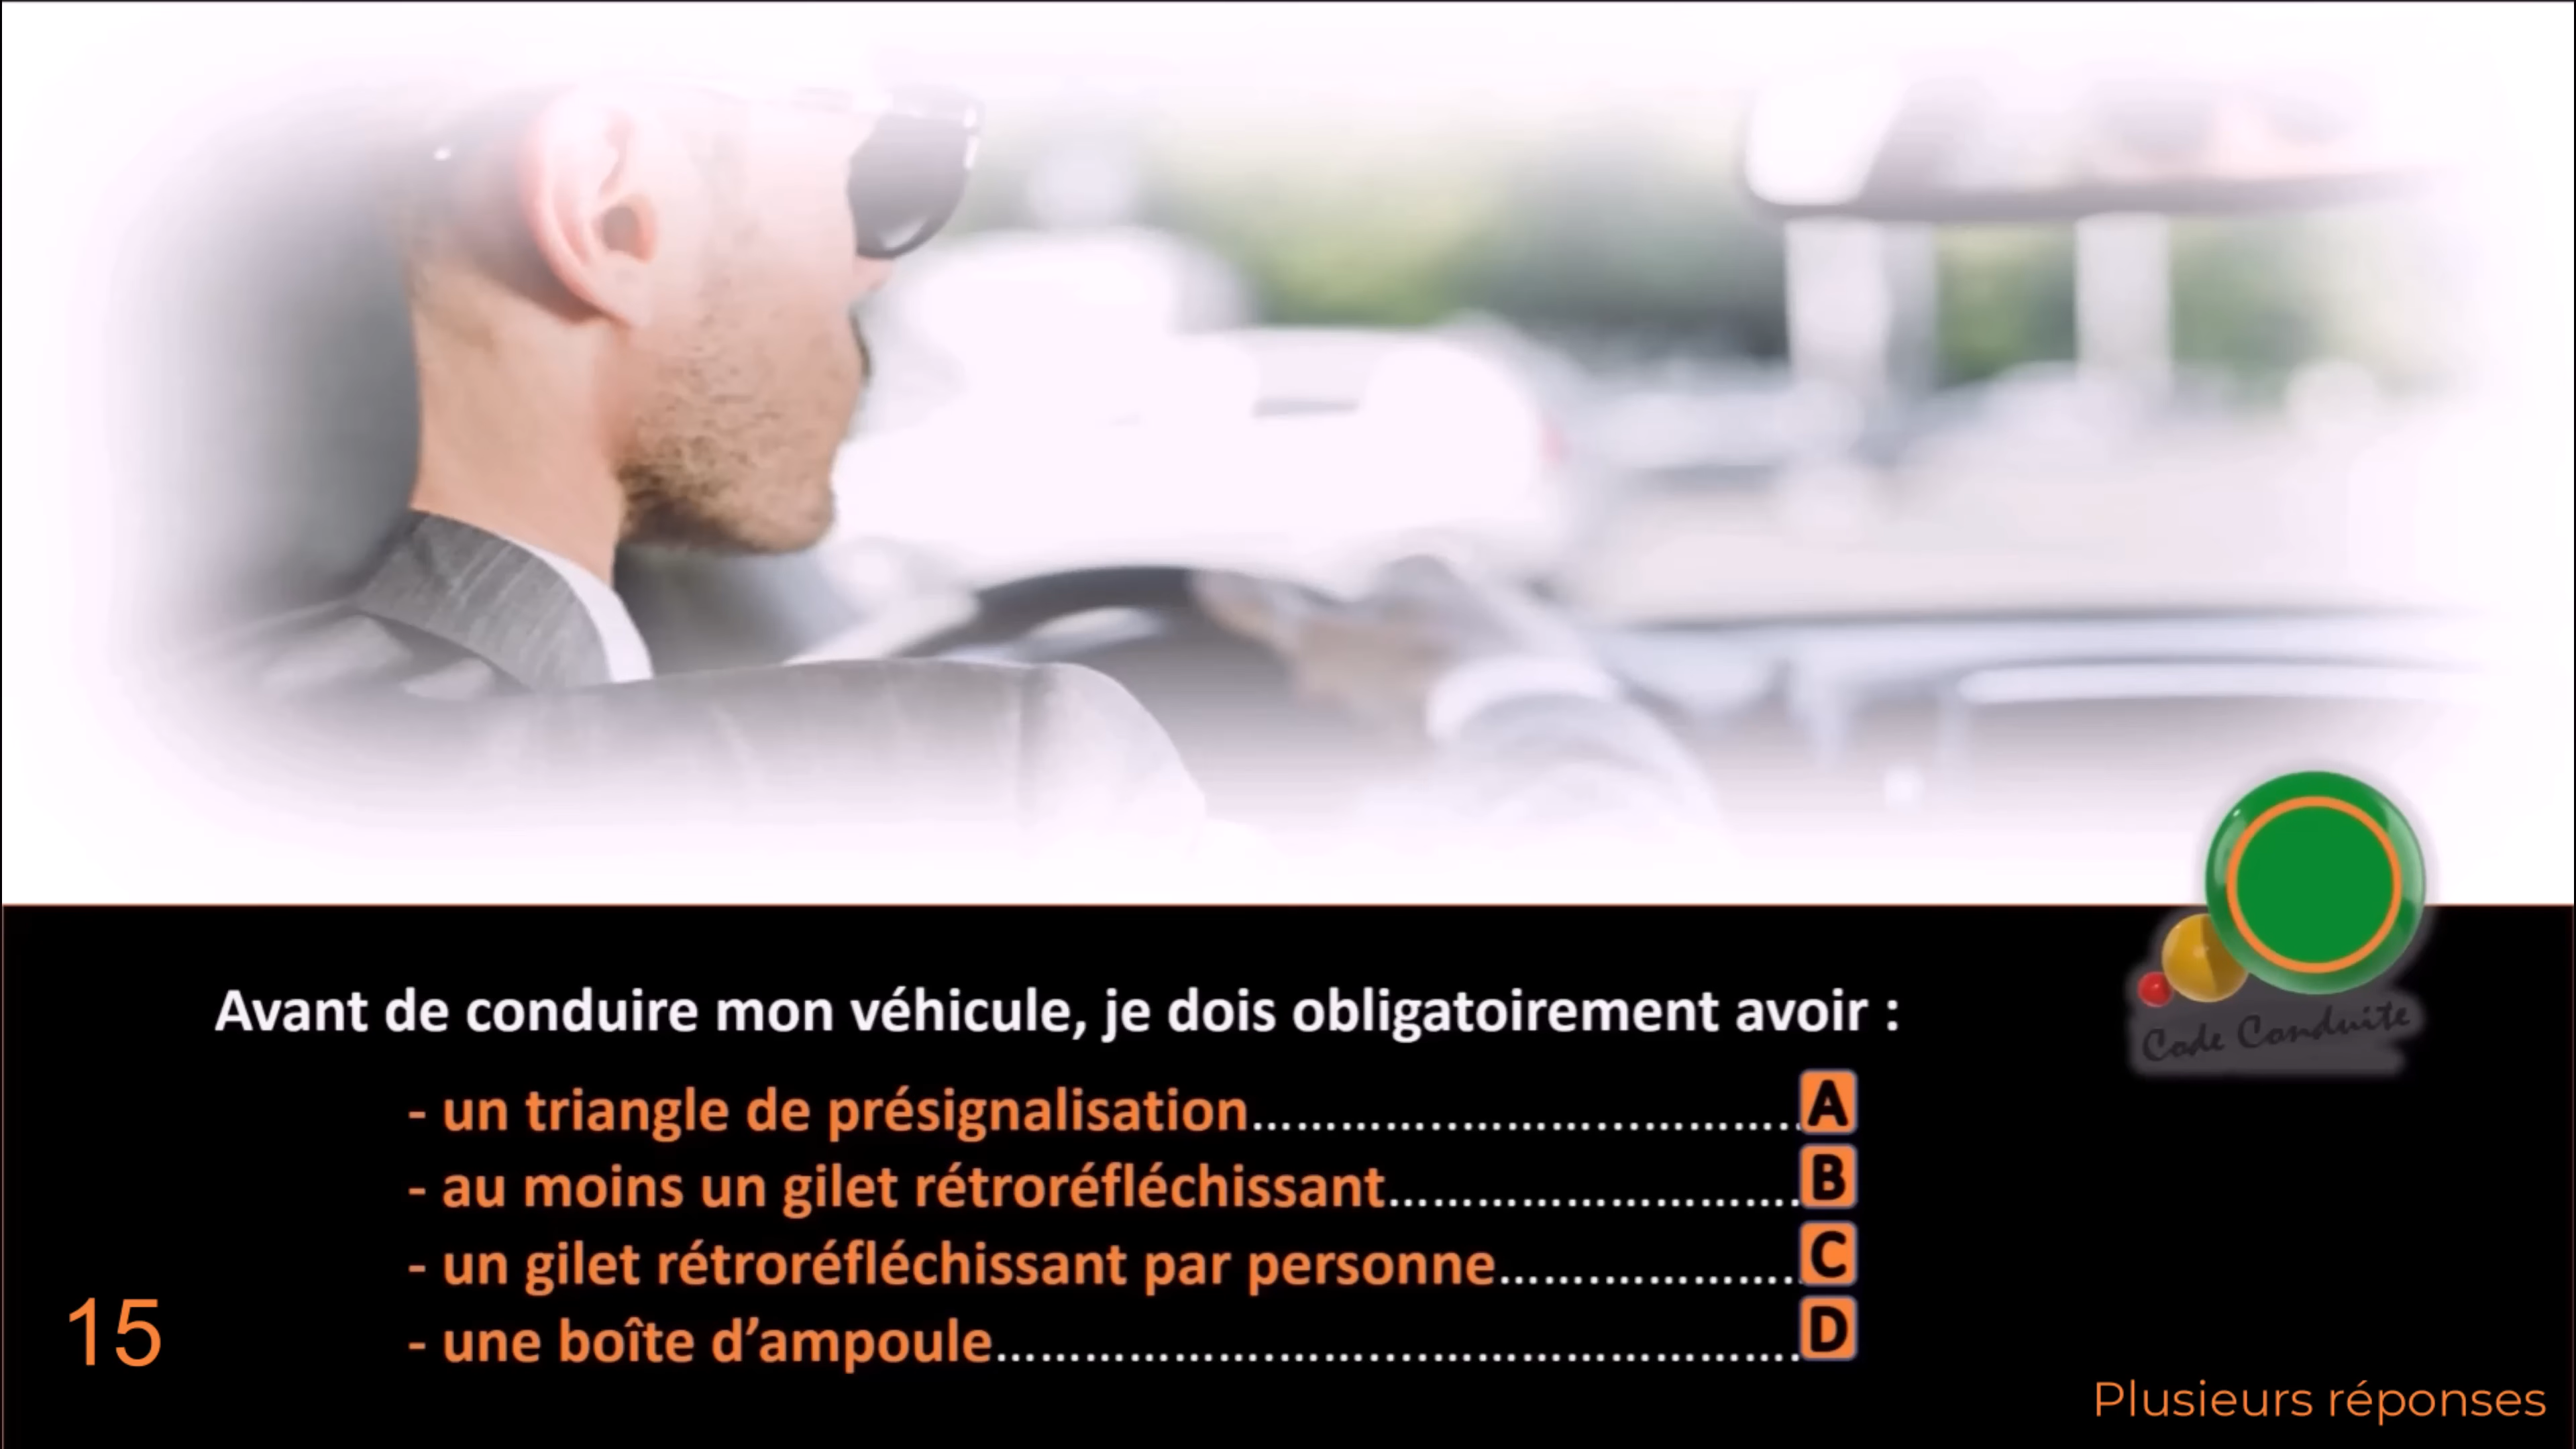 Code Conduite
Avant de conduire mon véhicule, je dois obligatoirement avoir :
- un triangle de présignalisation........................................A
- au moins un gilet rétroréfléchissant..............................B
- un gilet rétroréfléchissant par personne......................C
- une boîte d’ampoule..........................................................D
15
Plusieurs réponses